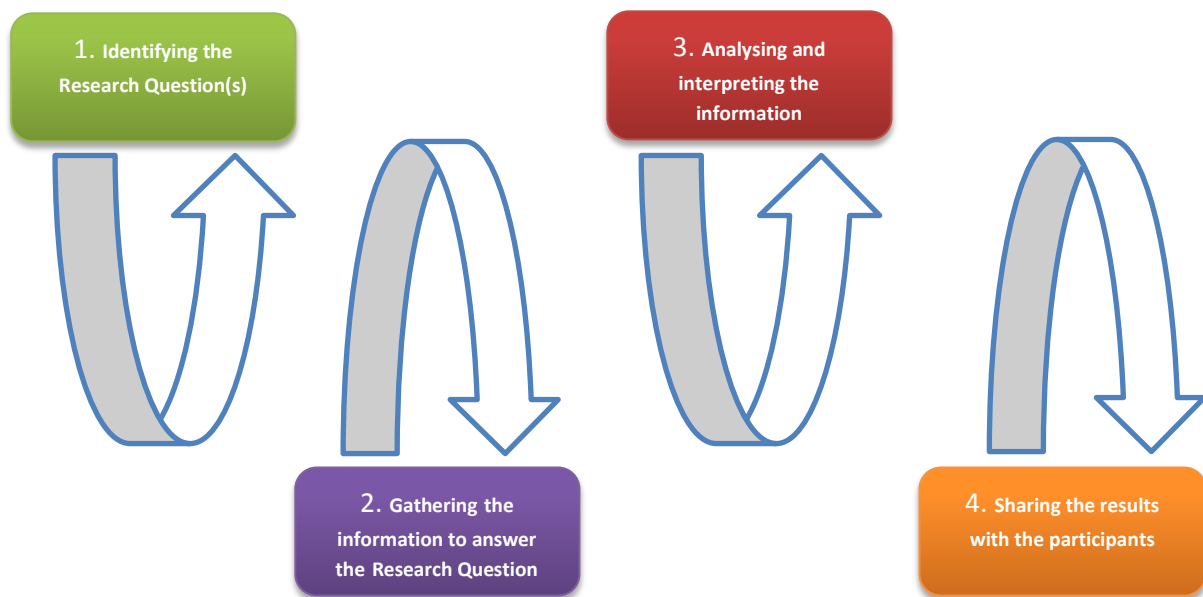 1. Identifying the
Research Question(s)
2. Gathering the
information to answer
the Research Question
3. Analysing and
interpreting the
information
4. Sharing the results
with the participants